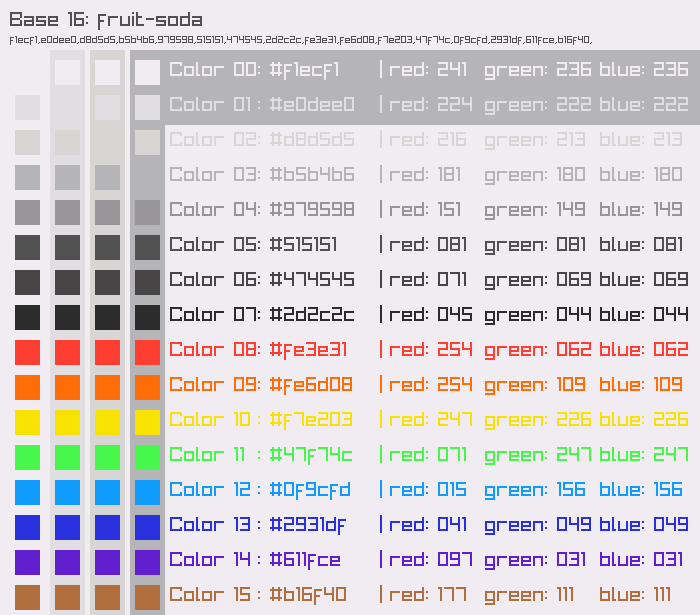 Base 16: fruit-soda
f1ecf1,e0dee0,d8d5d5,b5b4b6,979598,515151,474545,2d2c2c,fe3e31,fe6d08,f7e203,47f74c,0f9cfd,2931df,611fce,b16f40,
Color 00: #f1ecf1 | red: 241 green: 236 blue: 236
Color 01: #e0dee0 | red: 224 green: 222 blue: 222
Color 02: #d8d5d5 | red: 216 green: 213 blue: 213
Color 03: #b5b4b6 | red: 181 green: 180 blue: 180
Color 04: #979598 | red: 151 green: 149 blue: 149
Color 05: #515151 | red: 081 green: 081 blue: 081
Color 06: #474545 | red: 071 green: 069 blue: 069
Color 07: #2d2c2c | red: 045 green: 044 blue: 044
Color 08: #fe3e31 | red: 254 green: 062 blue: 062
Color 09: #fe6d08 | red: 254 green: 109 blue: 109
Color 10 : #f7e203 | red: 247 green: 226 blue: 226
Color 11 : #47f74c | red: 071 green: 247 blue: 247
Color 12 : #0f9cfd | red: 015 green: 156 blue: 156
Color 13 : #2931df | red: 041 green: 049 blue: 049
Color 14 : #611fce | red: 097 green: 031 blue: 031
Color 15 : #b16f40 | red: 177 green: 111 blue: 111